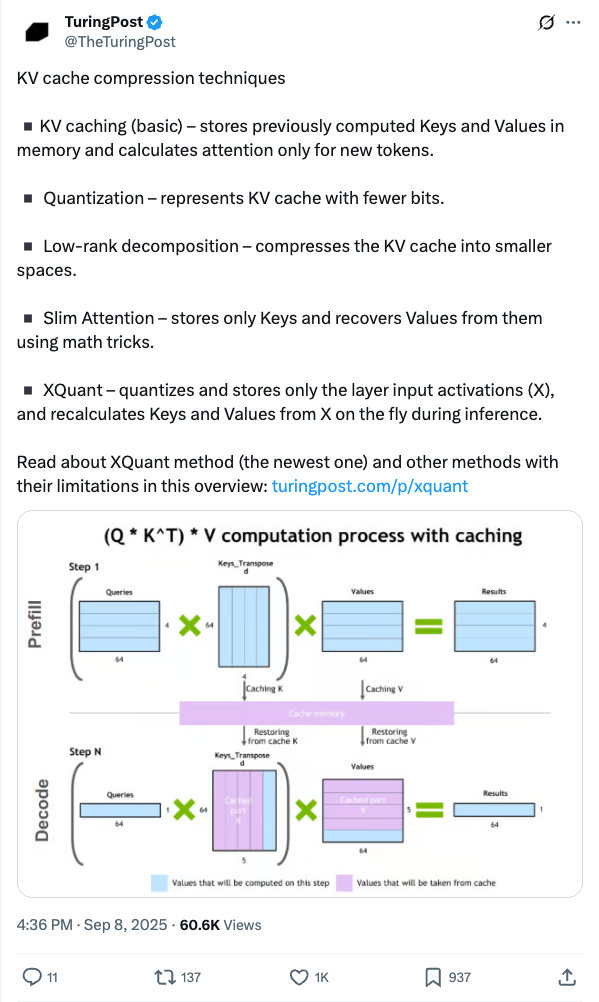 TuringPost
@TheTuringPost
KV cache compression techniques
▪ KV caching (basic) – stores previously computed Keys and Values in
memory and calculates attention only for new tokens.
▪ Quantization – represents KV cache with fewer bits.
▪ Low-rank decomposition – compresses the KV cache into smaller
spaces.
▪ Slim Attention – stores only Keys and recovers Values from them
using math tricks.
▪ XQuant – quantizes and stores only the layer input activations (X),
and recalculates Keys and Values from X on the fly during inference.
Read about XQuant method (the newest one) and other methods with
their limitations in this overview: turingpost.com/p/xquant
(Q * K^T) * V computation process with caching
Step 1
Keys_Transpose
d
Queries
Values
Results
Prefill
4
64
4
64
64
64
4
Caching K
Caching V
Cache memory
Restoring
from cache K
Restoring
from cache V
Step N
Keys_Transpose
d
Values
Queries
Results
Decode
Cached
part
K
Cached part
V
1
64
5
1
64
64
64
5
Values that will be computed on this step
Values that will be taken from cache
4:36 PM · Sep 8, 2025 · 60.6K Views
11
137
1K
937